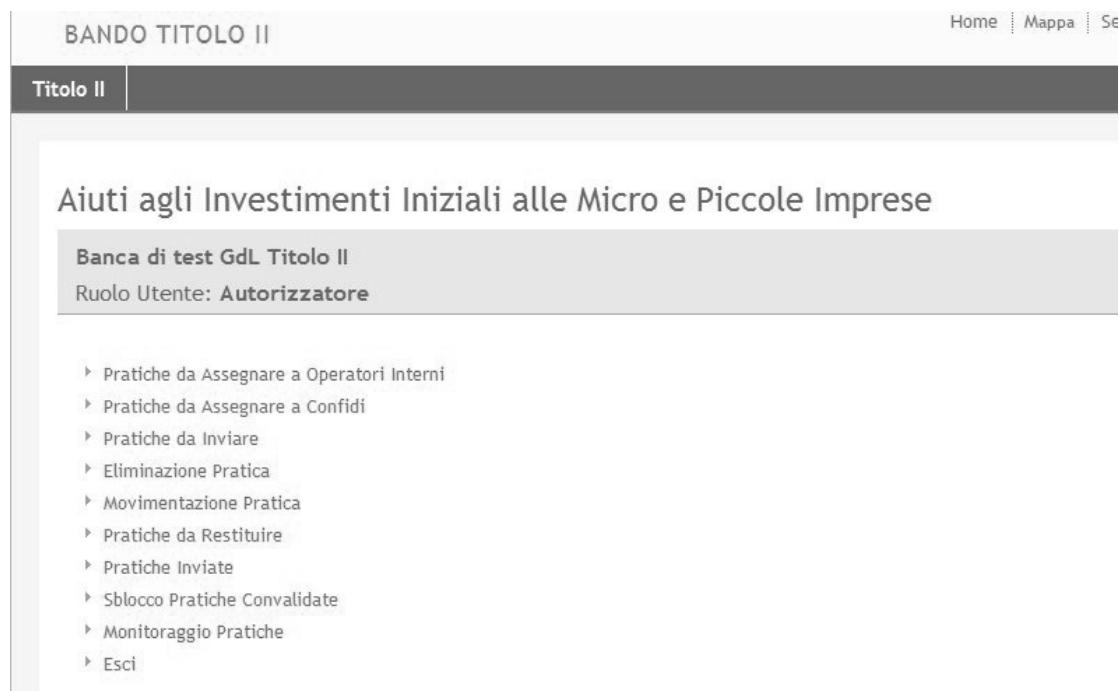 BANDO TITOLO II
Home Mappa
Titolo II
Aiuti agli Investimenti Iniziali alle Micro e Piccole Imprese
Banca di test GdL Titolo II
Ruolo Utente: Autorizzatore
Pratiche da Assegnare a Operatori Interni
Pratiche da Assegnare a Confidi
Pratiche da Inviare
Eliminazione Pratica
Movimentazione Pratica
Pratiche da Restituire
Pratiche Inviate
Sblocco Pratiche Convalidate
Monitoraggio Pratiche
Esci